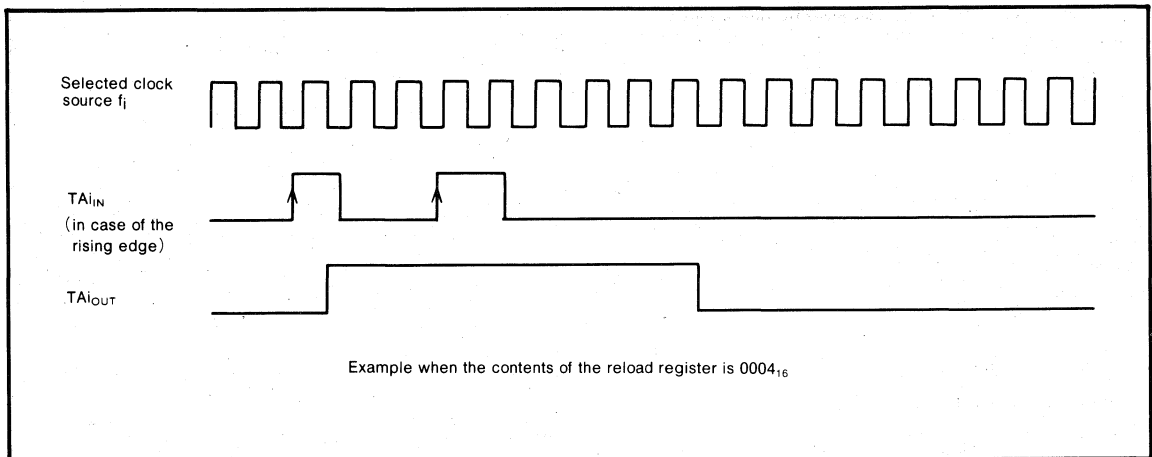 Selected clock
source fi
TAiIN
(in case of the
rising edge)
TAiOUT
Example when the contents of the reload register is 0004₁₆